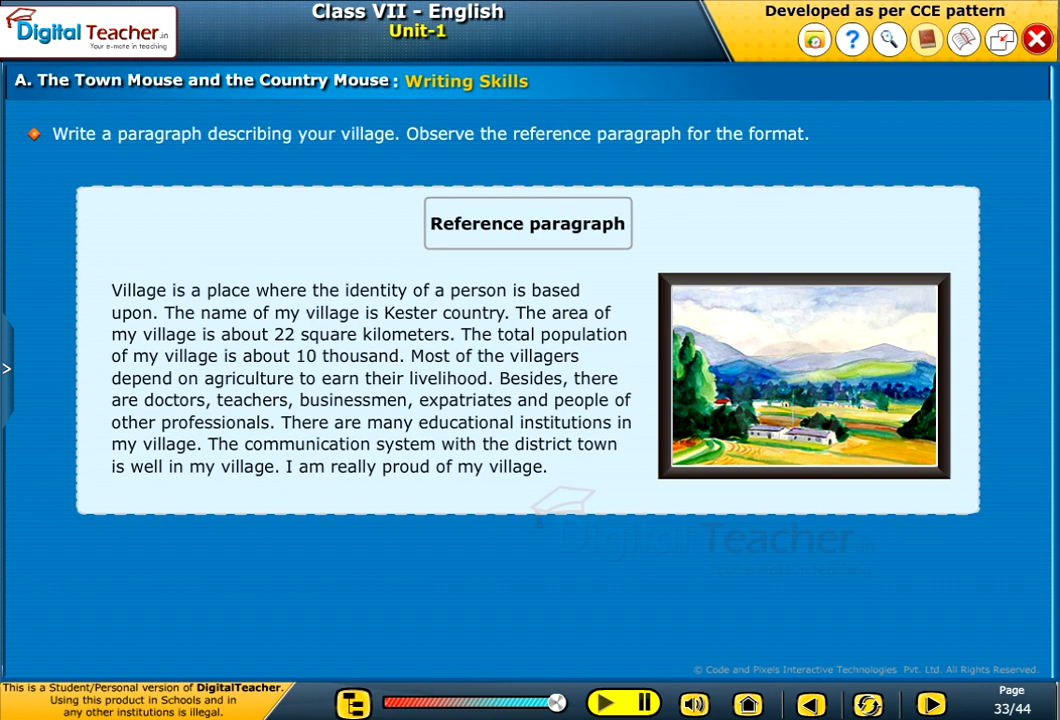 Digital Teacher.in
Your e-mate in teaching
Class VII - English
Unit-1
Developed as per CCE pattern
A. The Town Mouse and the Country Mouse : Writing Skills
Write a paragraph describing your village. Observe the reference paragraph for the format.
Reference paragraph
Village is a place where the identity of a person is based
upon. The name of my village is Kester country. The area of
my village is about 22 square kilometers. The total population
of my village is about 10 thousand. Most of the villagers
depend on agriculture to earn their livelihood. Besides, there
are doctors, teachers, businessmen, expatriates and people of
other professionals. There are many educational institutions in
my village. The communication system with the district town
is well in my village. I am really proud of my village.
Digital Teacher.in
Your e-mate in teaching
© Code and Pixels Interactive Technologies Pvt. Ltd. All Rights Reserved.
This is a Student/Personal version of DigitalTeacher.
Using this product in Schools and in
any other institutions is illegal.
Page
33/44